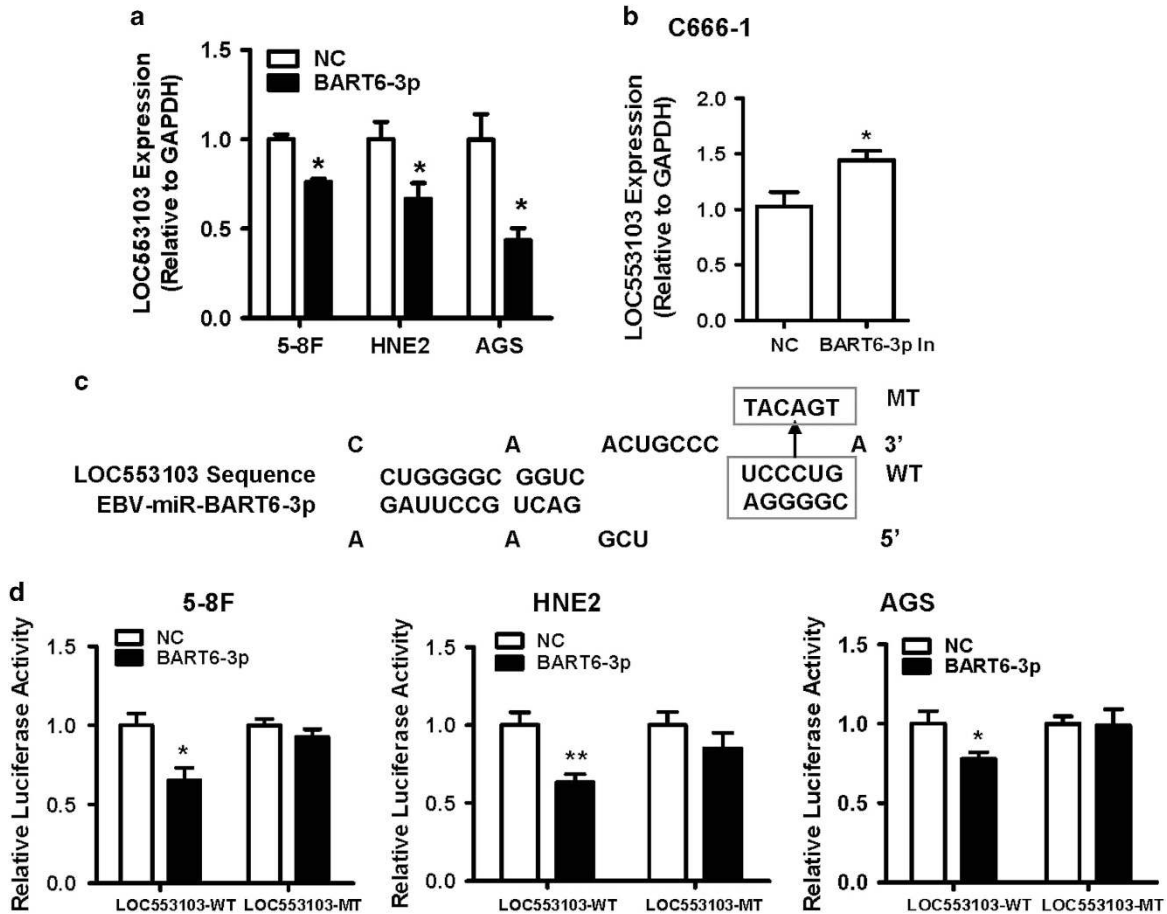 a
LOC553103 Expression
(Relative to GAPDH)
1.5
1.0
0.5
0.0
NC
BART6-3p
*
*
*
5-8F HNE2 AGS
b
C666-1
LOC553103 Expression
(Relative to GAPDH)
2.0
1.5
1.0
0.5
0.0
*
NC BART6-3p In
c
TACAGT MT
C A ACUGCCC A 3’
LOC553103 Sequence CUGGGGC GGUC UCCCUG WT
EBV-miR-BART6-3p GAUUCCG UCAG AGGGGC
A A GCU 5’
d
5-8F
Relative Luciferase Activity
1.5
1.0
0.5
0.0
NC
BART6-3p
*
LOC553103-WT LOC553103-MT
HNE2
Relative Luciferase Activity
1.5
1.0
0.5
0.0
NC
BART6-3p
**
LOC553103-WT LOC553103-MT
AGS
Relative Luciferase Activity
1.5
1.0
0.5
0.0
NC
BART6-3p
*
LOC553103-WT LOC553103-MT